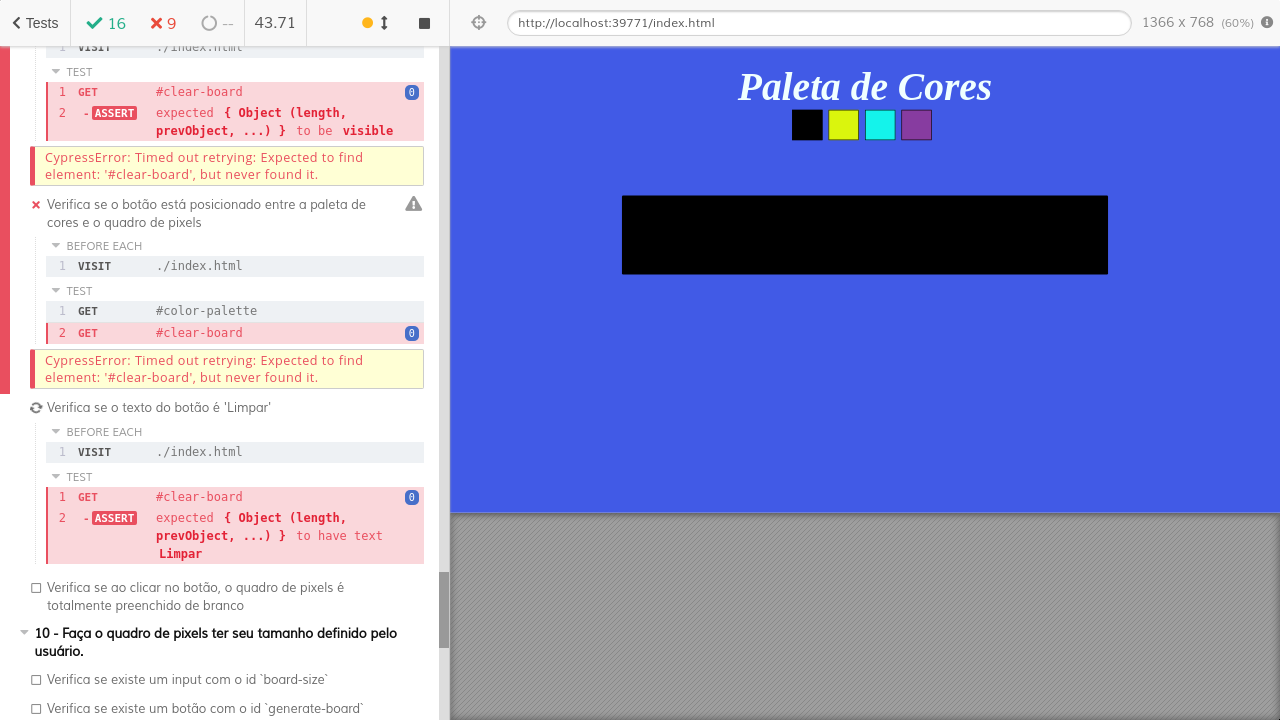 Tests 16 9 -- 43.71 http://localhost:39771/index.html 1366 x 768 (60%)
1 VISIT ./index.html
TEST
1 GET #clear-board 0
2 - ASSERT expected { Object (length,
prevObject, ...) } to be visible
CypressError: Timed out retrying: Expected to find
element: '#clear-board', but never found it.
Verifica se o botão está posicionado entre a paleta de
cores e o quadro de pixels
BEFORE EACH
1 VISIT ./index.html
TEST
1 GET #color-palette
2 GET #clear-board 0
CypressError: Timed out retrying: Expected to find
element: '#clear-board', but never found it.
Verifica se o texto do botão é 'Limpar'
BEFORE EACH
1 VISIT ./index.html
TEST
1 GET #clear-board 0
2 - ASSERT expected { Object (length,
prevObject, ...) } to have text
Limpar
Verifica se ao clicar no botão, o quadro de pixels é
totalmente preenchido de branco
10 - Faça o quadro de pixels ter seu tamanho definido pelo
usuário.
Verifica se existe um input com o id `board-size`
Verifica se existe um botão com o id `generate-board`
Paleta de Cores